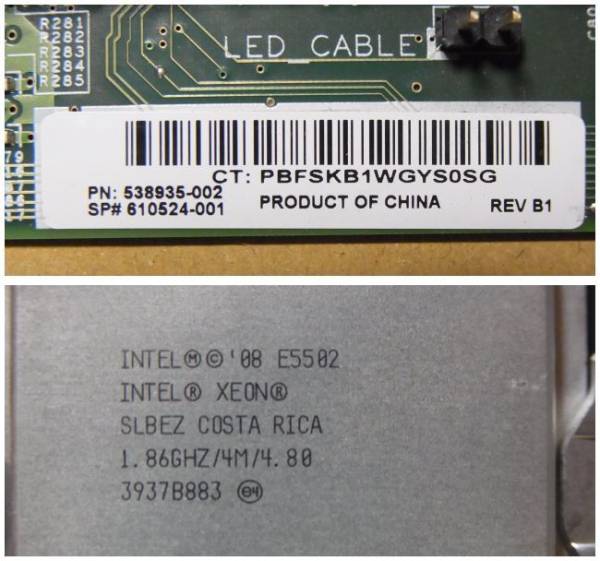 R281
R282
R283
R284
R285
LED CABLE
CT: PBFSKB1WGYS0SG
PN: 538935-002
SP# 610524-001
PRODUCT OF CHINA
REV B1
79
INTEL Ⓜ © '08 E5502
INTEL® XEON®
SLBEZ COSTA RICA
1.86GHZ/4M/4.80
3937B883 e4